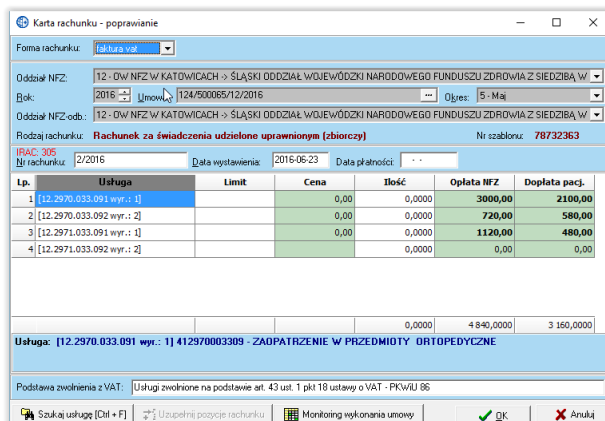 Karta rachunku - poprawianie
Forma rachunku: faktura vat
Oddział NFZ: 12 - OW NFZ W KATOWICACH -> ŚLĄSKI ODDZIAŁ WOJEWÓDZKI NARODOWEGO FUNDUSZU ZDROWIA Z SIEDZIBĄ W
Rok: 2016 Umowa 124/500065/12/2016 ... Okres: 5 - Maj
Oddział NFZ-odb.: 12 - OW NFZ W KATOWICACH -> ŚLĄSKI ODDZIAŁ WOJEWÓDZKI NARODOWEGO FUNDUSZU ZDROWIA Z SIEDZIBĄ W
Rodzaj rachunku: Rachunek za świadczenia udzielone uprawnionym (zbiorczy) Nr szablonu: 78732363
IRAC: 305
Nr rachunku: 2/2016 Data wystawienia: 2016-06-23 Data płatności: - -
Lp. Usługa Limit Cena Ilość Opłata NFZ Dopłata pacj.
1 [12.2970.033.091 wyr.: 1] 0,00 0,0000 3000,00 2100,00
2 [12.2970.033.092 wyr.: 2] 0,00 0,0000 720,00 580,00
3 [12.2971.033.091 wyr.: 1] 0,00 0,0000 1120,00 480,00
4 [12.2971.033.092 wyr.: 2] 0,0000 0,00 0,00
0,0000 4 840,0000 3 160,0000
Usługa: [12.2970.033.091 wyr.: 1] 412970003309 - ZAOPATRZENIE W PRZEDMIOTY ORTOPEDYCZNE
Podstawa zwolnienia z VAT: Usługi zwolnione na podstawie art. 43 ust. 1 pkt 18 ustawy o VAT - PKWiU 86
Szukaj usługę [Ctrl + F] Uzupełnij pozycje rachunku Monitoring wykonania umowy OK Anuluj